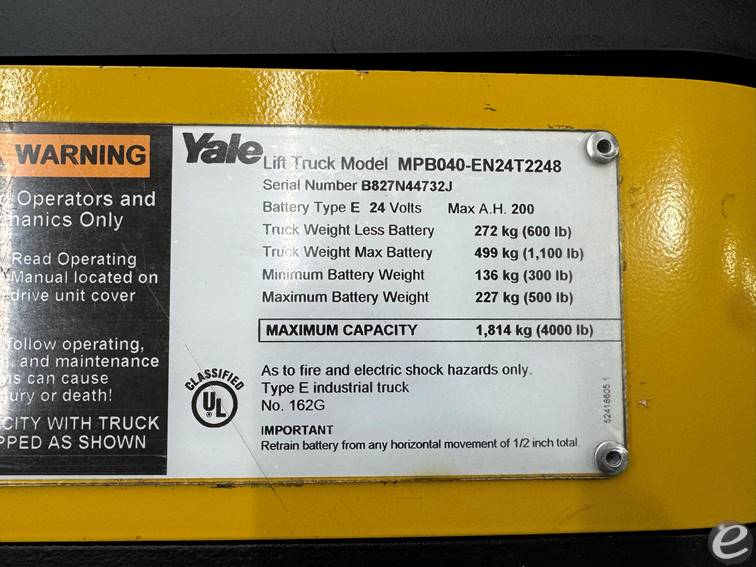 WARNING
Operators and
hanics Only
Read Operating
Manual located on
drive unit cover
follow operating,
and maintenance
s can cause
ury or death!
CITY WITH TRUCK
PPED AS SHOWN
Yale Lift Truck Model MPB040-EN24T2248
Serial Number B827N44732J
Battery Type E 24 Volts Max A.H. 200
Truck Weight Less Battery 272 kg (600 lb)
Truck Weight Max Battery 499 kg (1,100 lb)
Minimum Battery Weight 136 kg (300 lb)
Maximum Battery Weight 227 kg (500 lb)
MAXIMUM CAPACITY 1,814 kg (4000 lb)
As to fire and electric shock hazards only.
Type E industrial truck
No. 162G
CLASSIFIED
UL
IMPORTANT
Retrain battery from any horizontal movement of 1/2 inch total.
52418605 1
e